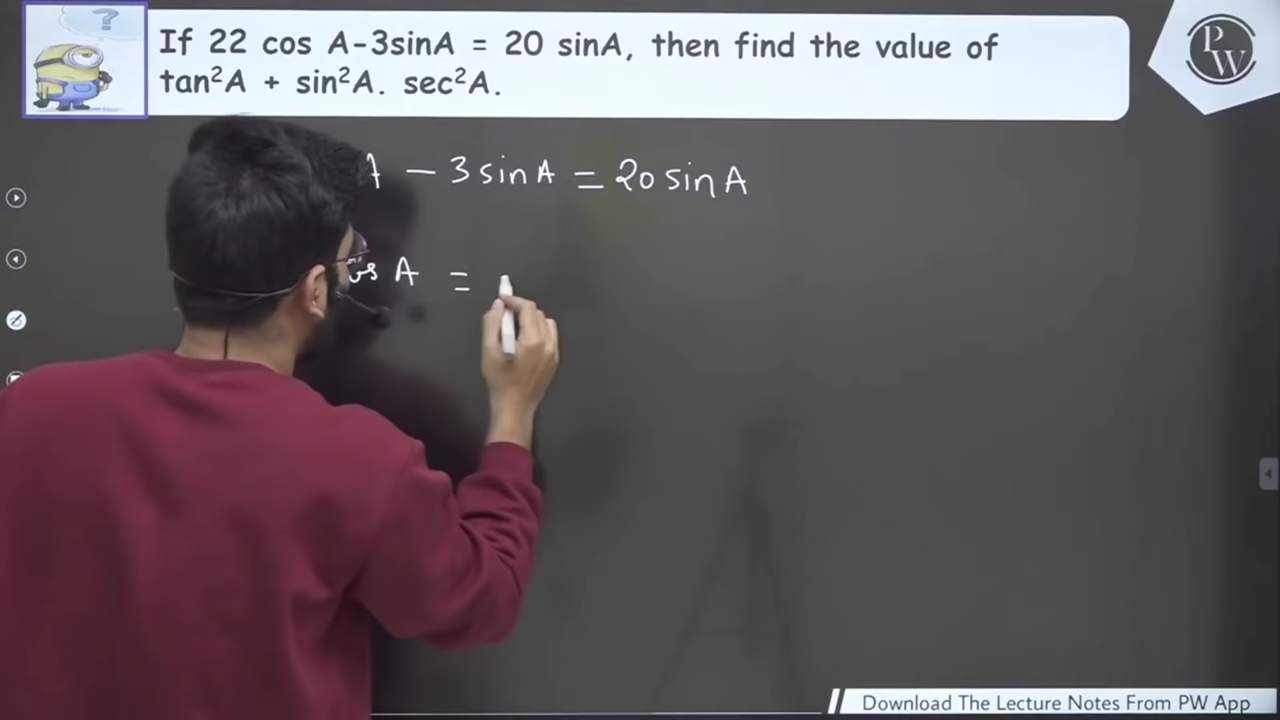 ?
If 22 cos A-3sinA = 20 sinA, then find the value of
tan²A + sin²A. sec²A.
PW
A - 3 sin A = 20 sin A
A =
Download The Lecture Notes From PW App